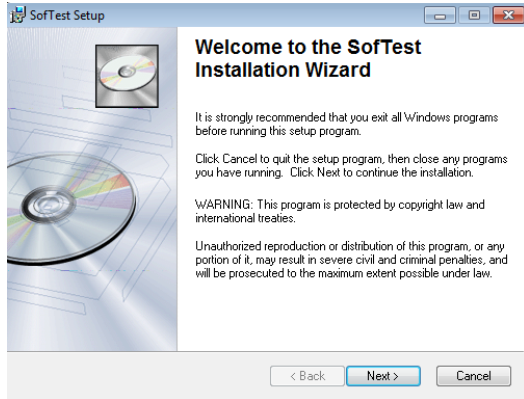 SofTest Setup
Welcome to the SofTest
Installation Wizard
It is strongly recommended that you exit all Windows programs
before running this setup program.
Click Cancel to quit the setup program, then close any programs
you have running. Click Next to continue the installation.
WARNING: This program is protected by copyright law and
international treaties.
Unauthorized reproduction or distribution of this program, or any
portion of it, may result in severe civil and criminal penalties, and
will be prosecuted to the maximum extent possible under law.
< Back Next > Cancel